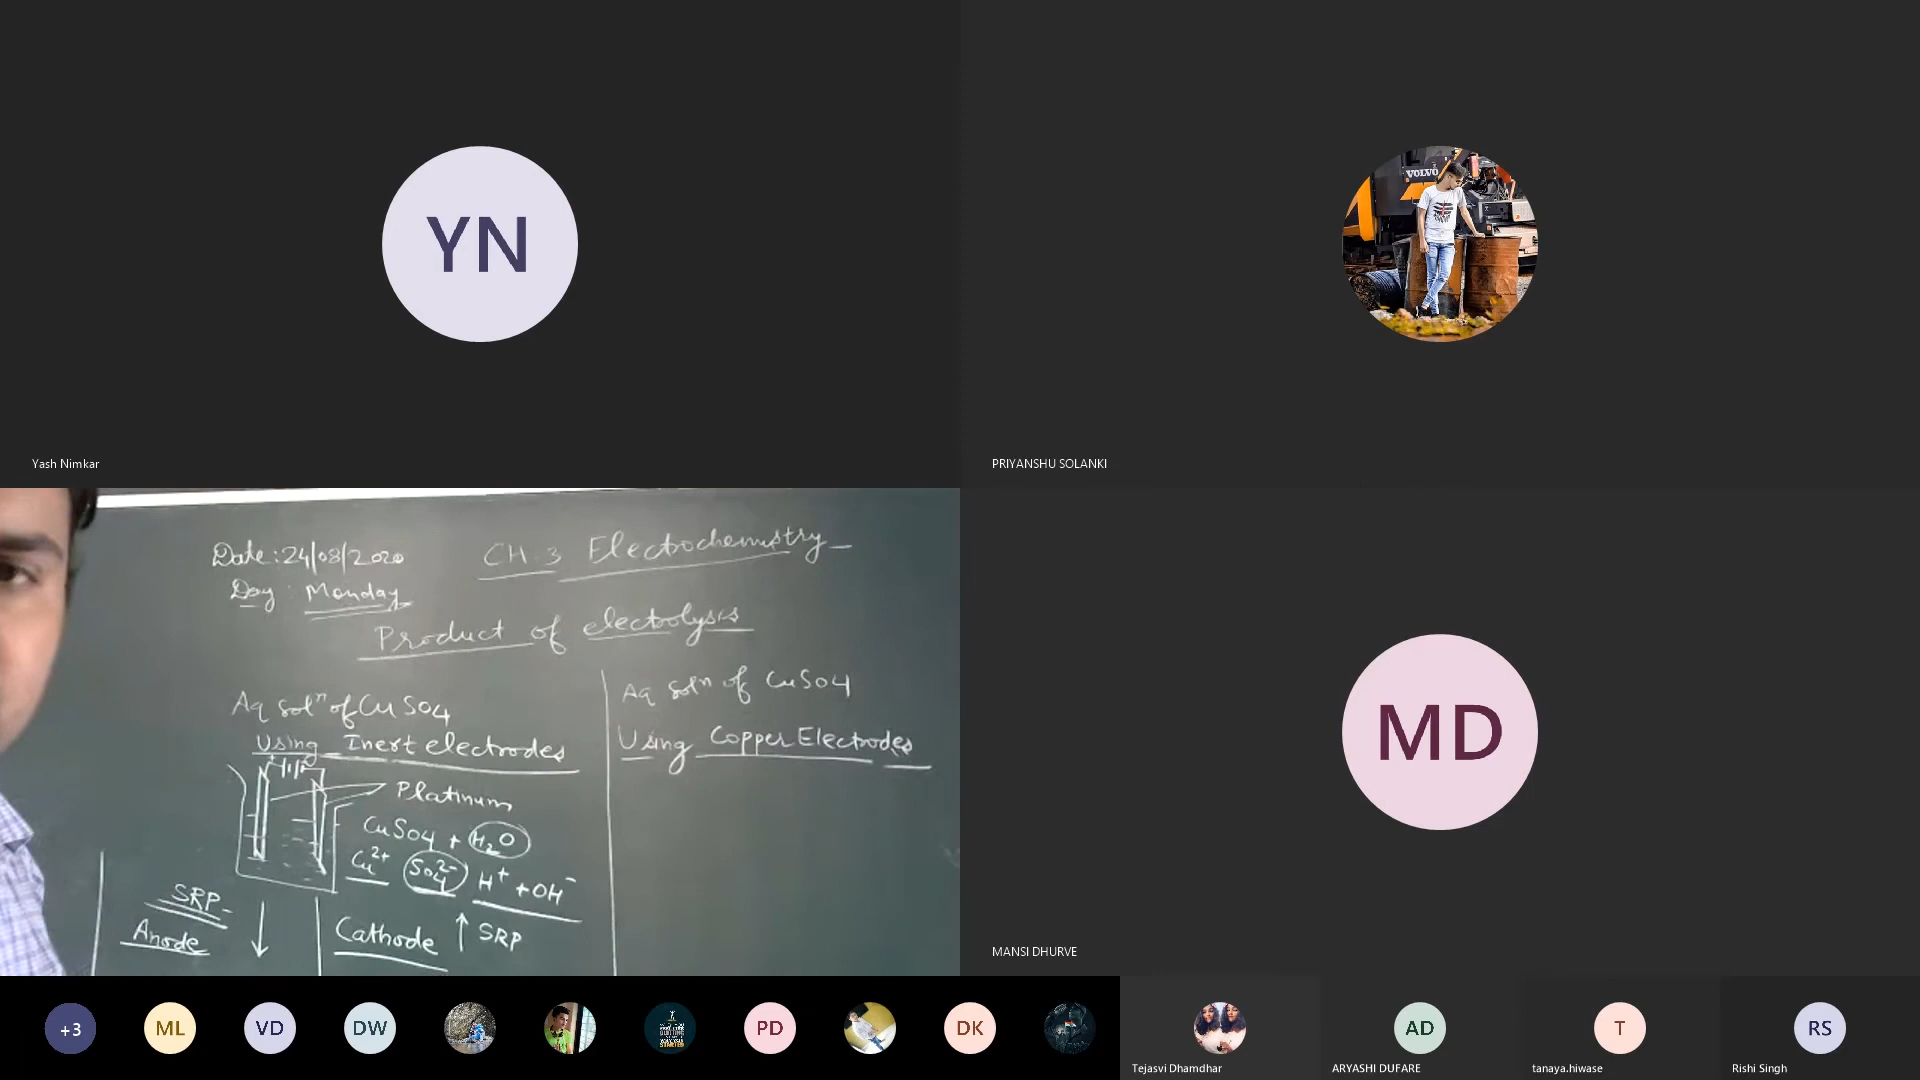 YN
VOLVO
Yash Nimkar
PRIYANSHU SOLANKI
Date: 24/08/2020
Day: Monday
CH 3 Electrochemistry
Product of electolysis
Aq solⁿ of CuSO4
Using Inert electrodes
Platinum
CuSO4 + H₂O
Cu²⁺ SO₄²⁻ H⁺ + OH⁻
SRP
Anode ↓
Cathode ↑ SRP
Aq solⁿ of CuSO4
Using Copper Electrodes
MD
MANSI DHURVE
+3 ML VD DW PD DK AD T RS
Tejasvi Dhamdhar ARYASHI DUFARE tanaya.hiwase Rishi Singh